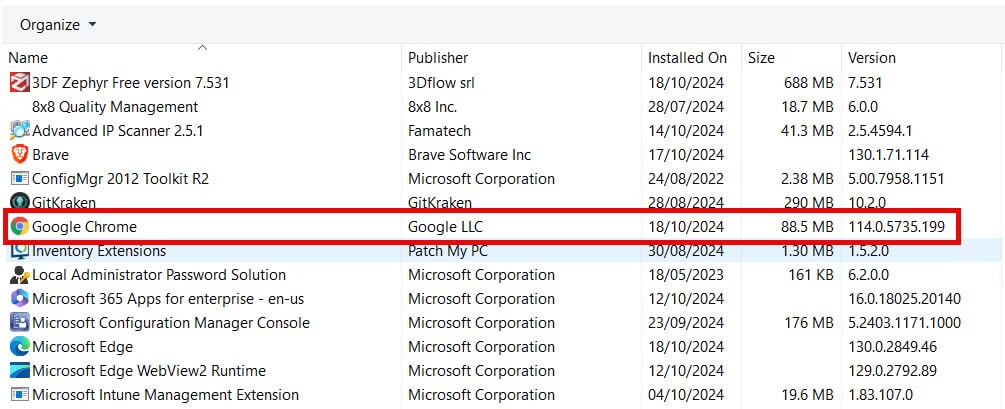 Organize
Name Publisher Installed On Size Version
3DF Zephyr Free version 7.531 3Dflow srl 18/10/2024 688 MB 7.531
8x8 Quality Management 8x8 Inc. 28/07/2024 18.7 MB 6.0.0
Advanced IP Scanner 2.5.1 Famatech 14/10/2024 41.3 MB 2.5.4594.1
Brave Brave Software Inc 17/10/2024 130.1.71.114
ConfigMgr 2012 Toolkit R2 Microsoft Corporation 24/08/2022 2.38 MB 5.00.7958.1151
GitKraken GitKraken 28/08/2024 290 MB 10.2.0
Google Chrome Google LLC 18/10/2024 88.5 MB 114.0.5735.199
Inventory Extensions Patch My PC 30/08/2024 1.30 MB 1.5.2.0
Local Administrator Password Solution Microsoft Corporation 18/05/2023 161 KB 6.2.0.0
Microsoft 365 Apps for enterprise - en-us Microsoft Corporation 12/10/2024 16.0.18025.20140
Microsoft Configuration Manager Console Microsoft Corporation 23/09/2024 176 MB 5.2403.1171.1000
Microsoft Edge Microsoft Corporation 18/10/2024 130.0.2849.46
Microsoft Edge WebView2 Runtime Microsoft Corporation 12/10/2024 129.0.2792.89
Microsoft Intune Management Extension Microsoft Corporation 04/10/2024 19.6 MB 1.83.107.0